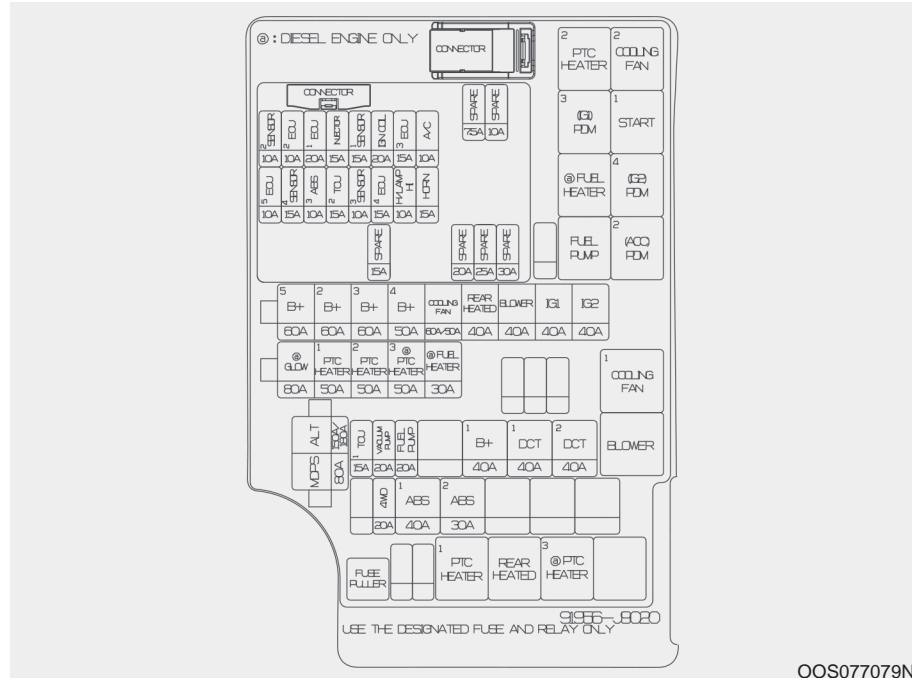 @ : DIESEL ENGINE ONLY
CONNECTOR
2 PTC HEATER
2 COOLING FAN
CONNECTOR
SPARE 7.5A
SPARE 10A
3 (IG1) PDM
1 START
2 SENSOR 10A
2 ECU 10A
1 ECU 20A
INJECTOR 15A
1 SENSOR 15A
IGN COIL 20A
3 ECU 15A
A/C 10A
@ FUEL HEATER
4 (IG2) PDM
5 ECU 10A
4 SENSOR 15A
3 ABS 10A
2 TCU 15A
3 SENSOR 10A
4 ECU 15A
H/LAMP HI 10A
HORN 15A
SPARE 15A
SPARE 20A
SPARE 25A
SPARE 30A
FUEL PUMP
2 (ACC) PDM
5 B+ 60A
2 B+ 60A
3 B+ 60A
4 B+ 50A
COOLING FAN 60A/50A
REAR HEATED 40A
BLOWER 40A
IG1 40A
IG2 40A
@ GLOW 80A
1 PTC HEATER 50A
2 PTC HEATER 50A
3 @ PTC HEATER 50A
@ FUEL HEATER 30A
1 COOLING FAN
ALT 150A/180A
MDPS 80A
1 TCU 15A
VACUUM PUMP 20A
FUEL PUMP 20A
1 B+ 40A
1 DCT 40A
2 DCT 40A
BLOWER
4WD 20A
1 ABS 40A
2 ABS 30A
FUSE PULLER
1 PTC HEATER
REAR HEATED
3 @ PTC HEATER
91956-J9020
USE THE DESIGNATED FUSE AND RELAY ONLY
OOS077079N